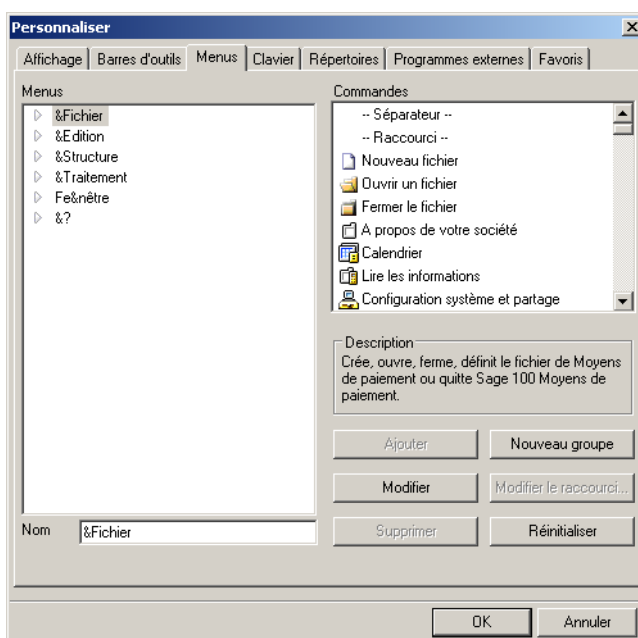 Personnaliser
Affichage Barres d'outils Menus Clavier Répertoires Programmes externes Favoris
Menus
&Fichier
&Edition
&Structure
&Traitement
Fe&nêtre
&?
Nom &Fichier
Commandes
-- Séparateur --
-- Raccourci --
Nouveau fichier
Ouvrir un fichier
Fermer le fichier
A propos de votre société
Calendrier
Lire les informations
Configuration système et partage
Description
Crée, ouvre, ferme, définit le fichier de Moyens
de paiement ou quitte Sage 100 Moyens de
paiement.
Ajouter Nouveau groupe
Modifier Modifier le raccourci...
Supprimer Réinitialiser
OK Annuler